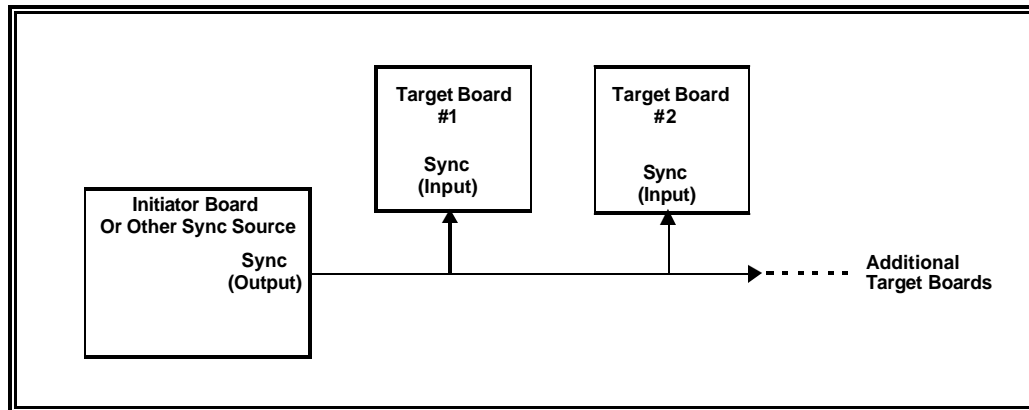 Target Board
#1
Sync
(Input)
Target Board
#2
Sync
(Input)
Initiator Board
Or Other Sync Source
Sync
(Output)
Additional
Target Boards